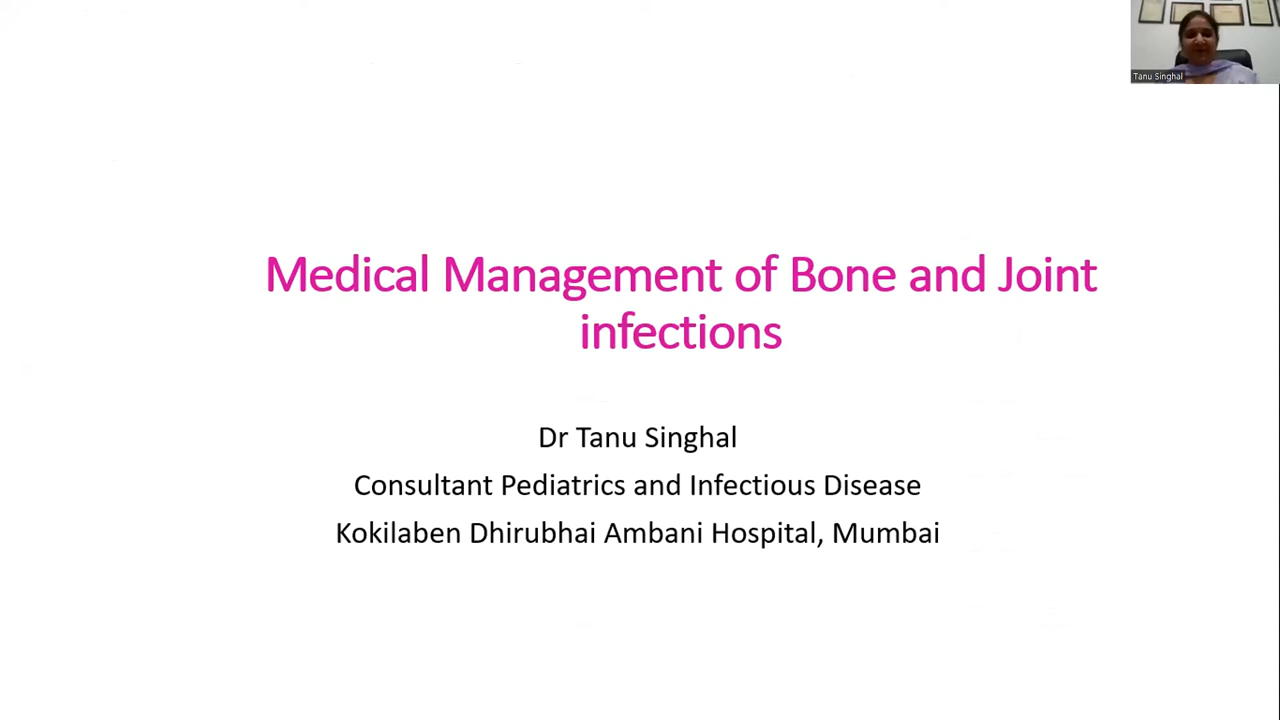 Tanu Singhal
Medical Management of Bone and Joint
infections
Dr Tanu Singhal
Consultant Pediatrics and Infectious Disease
Kokilaben Dhirubhai Ambani Hospital, Mumbai